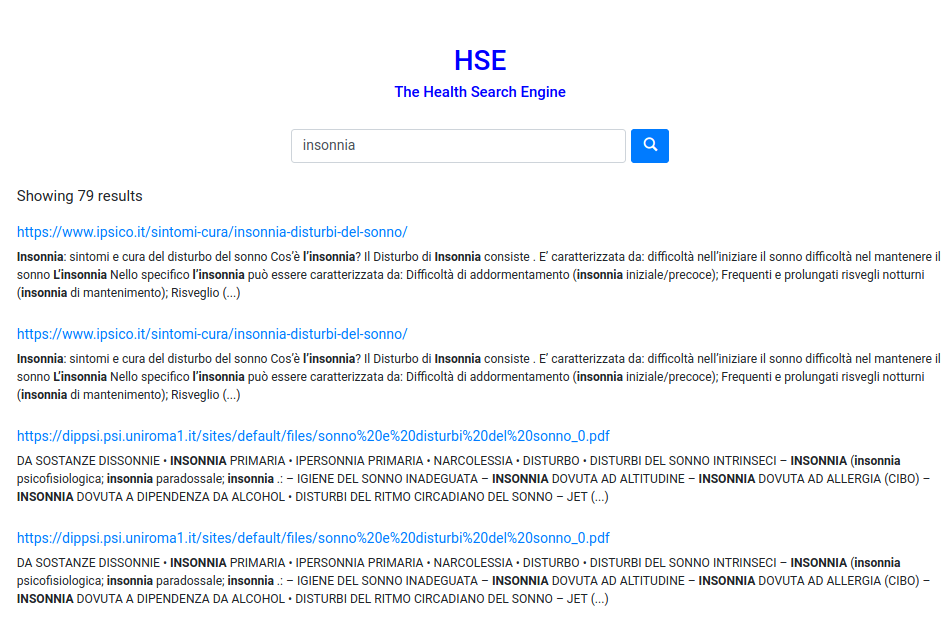 HSE
The Health Search Engine
insonnia
Showing 79 results
https://www.ipsico.it/sintomi-cura/insonnia-disturbi-del-sonno/
Insonnia: sintomi e cura del disturbo del sonno Cos’è l’insonnia? Il Disturbo di Insonnia consiste . E’ caratterizzata da: difficoltà nell’iniziare il sonno difficoltà nel mantenere il
sonno L’insonnia Nello specifico l’insonnia può essere caratterizzata da: Difficoltà di addormentamento (insonnia iniziale/precoce); Frequenti e prolungati risvegli notturni
(insonnia di mantenimento); Risveglio (...)
https://www.ipsico.it/sintomi-cura/insonnia-disturbi-del-sonno/
Insonnia: sintomi e cura del disturbo del sonno Cos’è l’insonnia? Il Disturbo di Insonnia consiste . E’ caratterizzata da: difficoltà nell’iniziare il sonno difficoltà nel mantenere il
sonno L’insonnia Nello specifico l’insonnia può essere caratterizzata da: Difficoltà di addormentamento (insonnia iniziale/precoce); Frequenti e prolungati risvegli notturni
(insonnia di mantenimento); Risveglio (...)
https://dippsi.psi.uniroma1.it/sites/default/files/sonno%20e%20disturbi%20del%20sonno_0.pdf
DA SOSTANZE DISSONNIE • INSONNIA PRIMARIA • IPERSONNIA PRIMARIA • NARCOLESSIA • DISTURBO • DISTURBI DEL SONNO INTRINSECI – INSONNIA (insonnia
psicofisiologica; insonnia paradossale; insonnia .: – IGIENE DEL SONNO INADEGUATA – INSONNIA DOVUTA AD ALTITUDINE – INSONNIA DOVUTA AD ALLERGIA (CIBO) –
INSONNIA DOVUTA A DIPENDENZA DA ALCOHOL • DISTURBI DEL RITMO CIRCADIANO DEL SONNO – JET (...)
https://dippsi.psi.uniroma1.it/sites/default/files/sonno%20e%20disturbi%20del%20sonno_0.pdf
DA SOSTANZE DISSONNIE • INSONNIA PRIMARIA • IPERSONNIA PRIMARIA • NARCOLESSIA • DISTURBO • DISTURBI DEL SONNO INTRINSECI – INSONNIA (insonnia
psicofisiologica; insonnia paradossale; insonnia .: – IGIENE DEL SONNO INADEGUATA – INSONNIA DOVUTA AD ALTITUDINE – INSONNIA DOVUTA AD ALLERGIA (CIBO) –
INSONNIA DOVUTA A DIPENDENZA DA ALCOHOL • DISTURBI DEL RITMO CIRCADIANO DEL SONNO – JET (...)